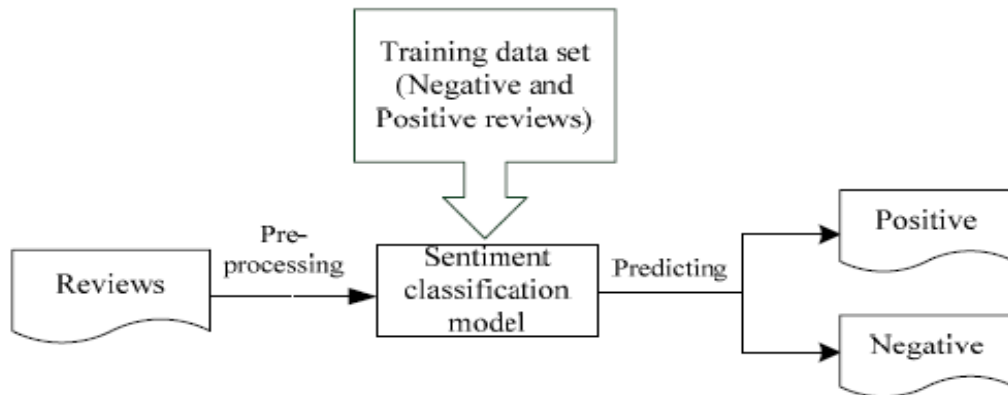 Training data set
(Negative and
Positive reviews)
Reviews
Pre-
processing
Sentiment
classification
model
Predicting
Positive
Negative